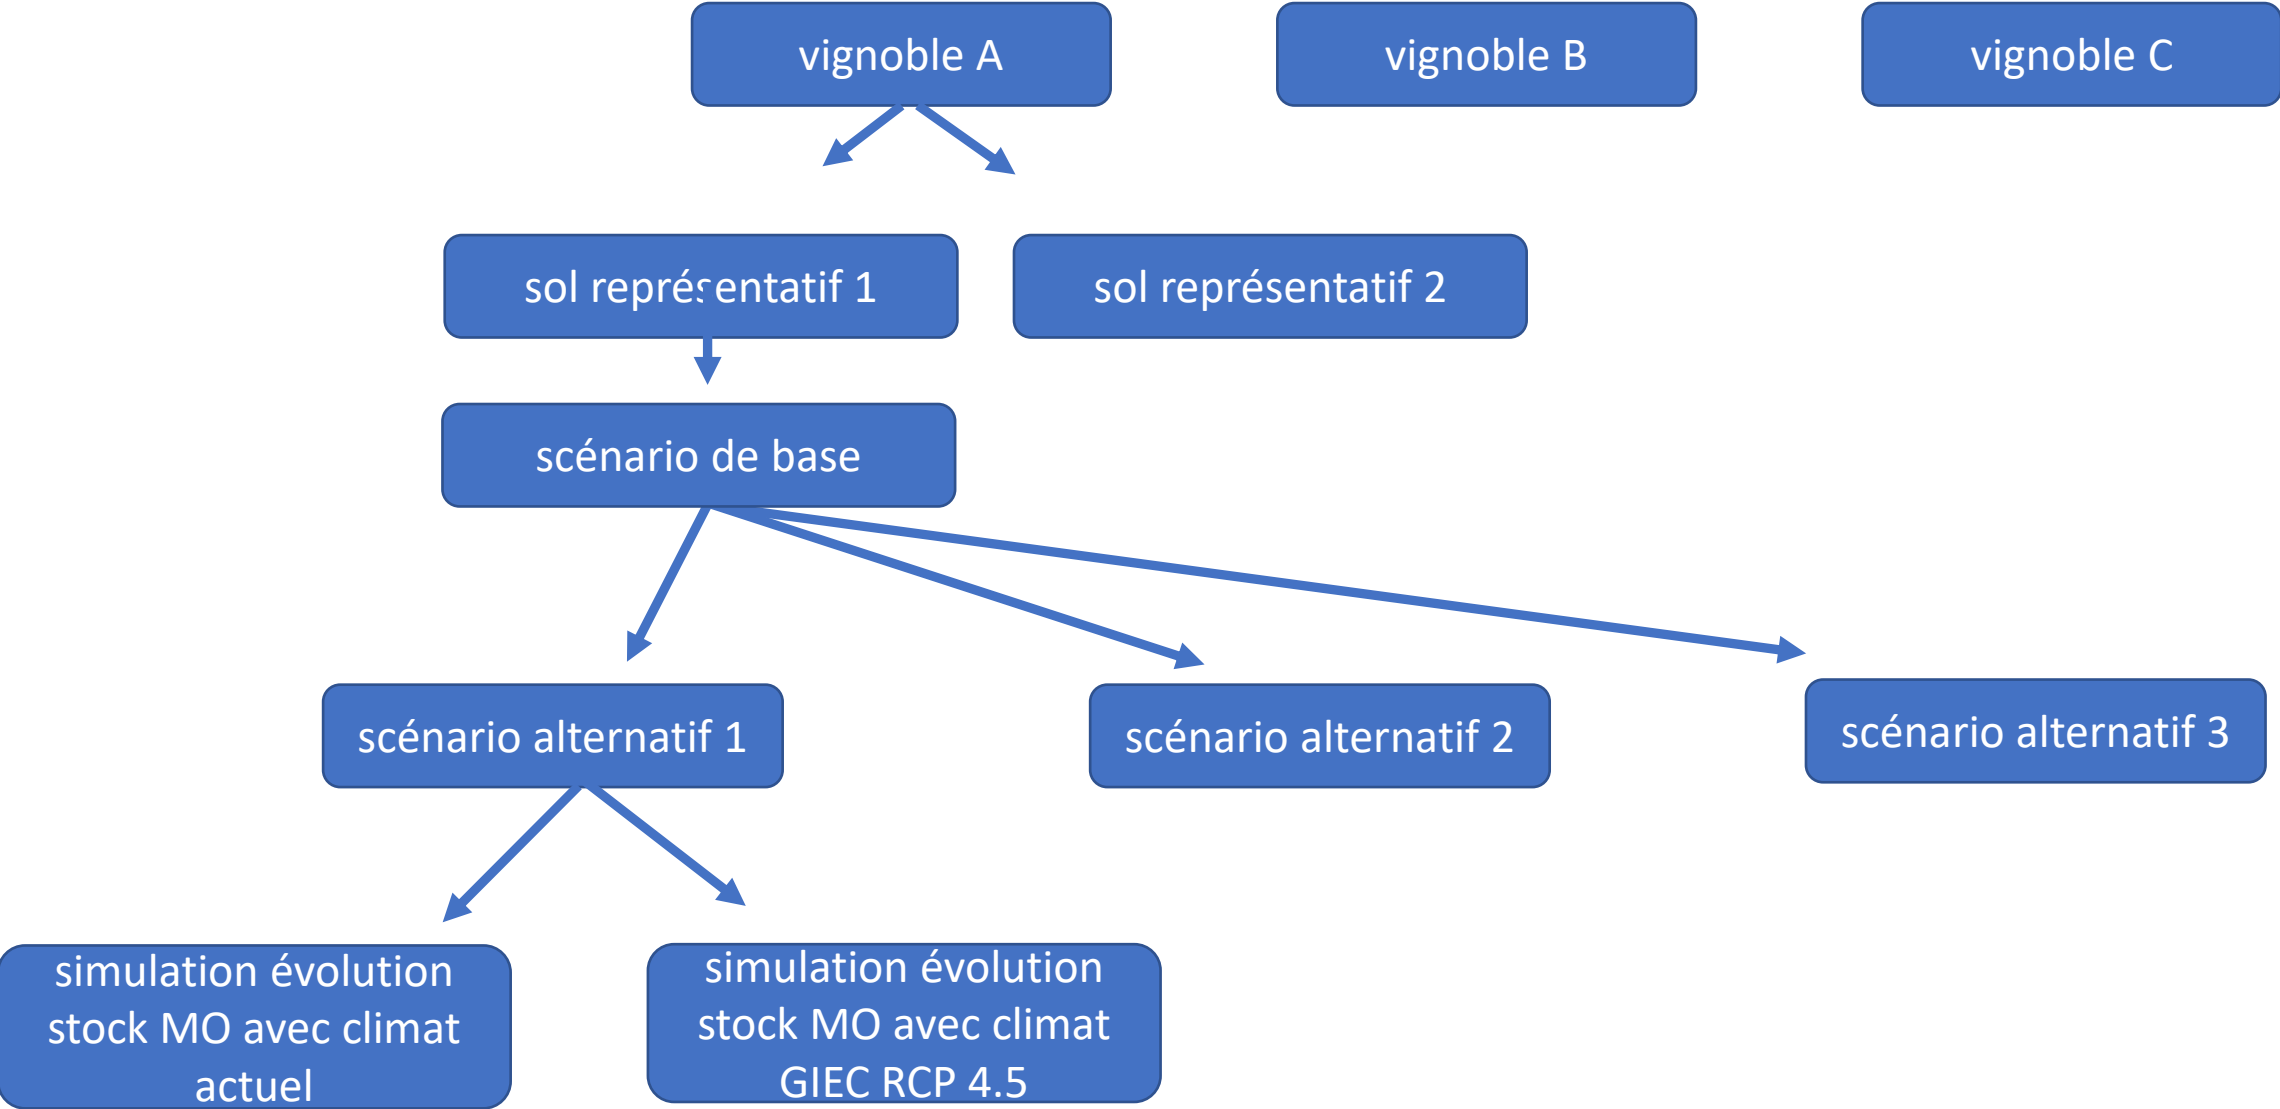 vignoble A
vignoble B
vignoble C
sol représentatif 1
sol représentatif 2
scénario de base
scénario alternatif 1
scénario alternatif 2
scénario alternatif 3
simulation évolution
stock MO avec climat
actuel
simulation évolution
stock MO avec climat
GIEC RCP 4.5